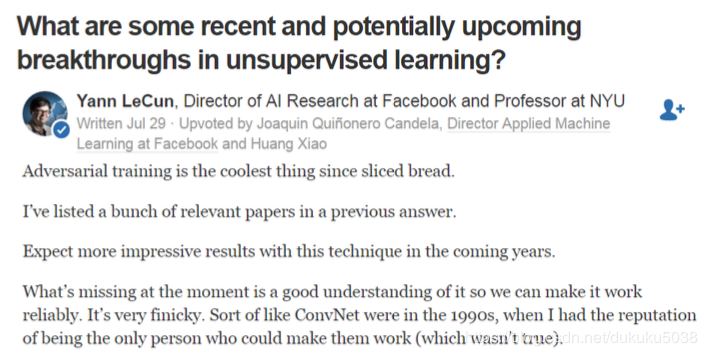 What are some recent and potentially upcoming
breakthroughs in unsupervised learning?
Yann LeCun, Director of AI Research at Facebook and Professor at NYU
Written Jul 29 · Upvoted by Joaquin Quiñonero Candela, Director Applied Machine
Learning at Facebook and Huang Xiao
Adversarial training is the coolest thing since sliced bread.
I've listed a bunch of relevant papers in a previous answer.
Expect more impressive results with this technique in the coming years.
What's missing at the moment is a good understanding of it so we can make it work
reliably. It's very finicky. Sort of like ConvNet were in the 1990s, when I had the reputation
of being the only person who could make them work (which wasn't true).